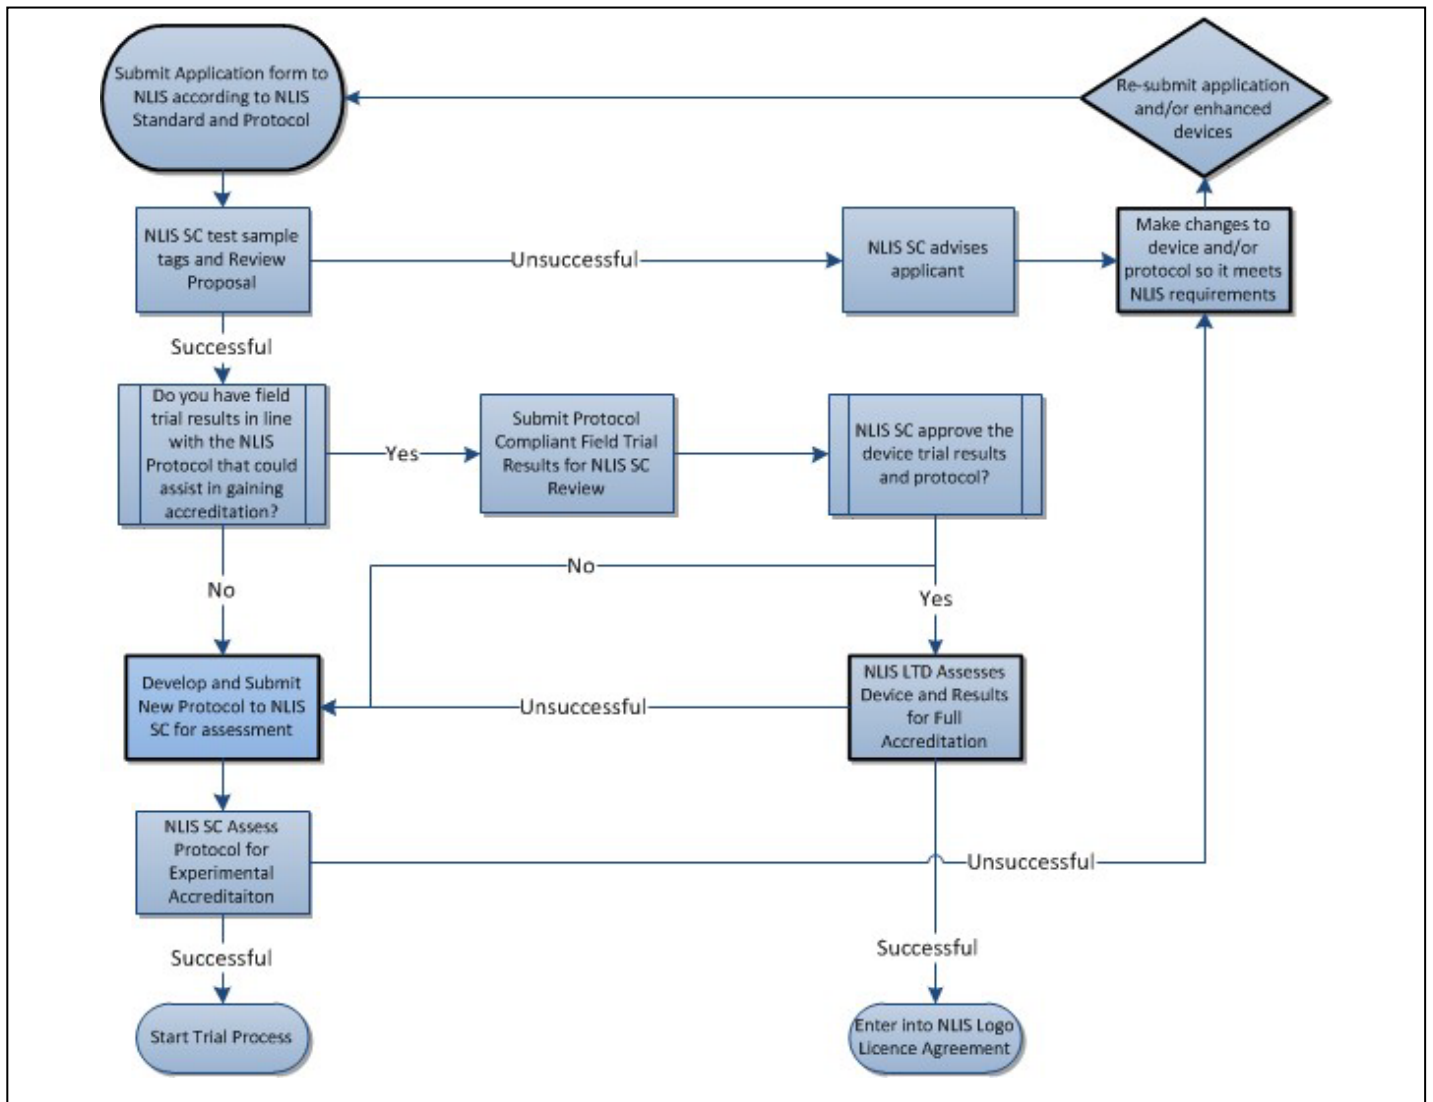 Submit Application form to
NLIS according to NLIS
Standard and Protocol
Re-submit application
and/or enhanced
devices
NLIS SC test sample
tags and Review
Proposal
Unsuccessful
NLIS SC advises
applicant
Make changes to
device and/or
protocol so it meets
NLIS requirements
Successful
Do you have field
trial results in line
with the NLIS
Protocol that could
assist in gaining
accreditation?
Yes
Submit Protocol
Compliant Field Trial
Results for NLIS SC
Review
NLIS SC approve the
device trial results
and protocol?
No
No
Yes
Develop and Submit
New Protocol to NLIS
SC for assessment
Unsuccessful
NLIS LTD Assesses
Device and Results
for Full
Accreditation
NLIS SC Assess
Protocol for
Experimental
Accreditaiton
Unsuccessful
Successful
Successful
Start Trial Process
Enter into NLIS Logo
Licence Agreement